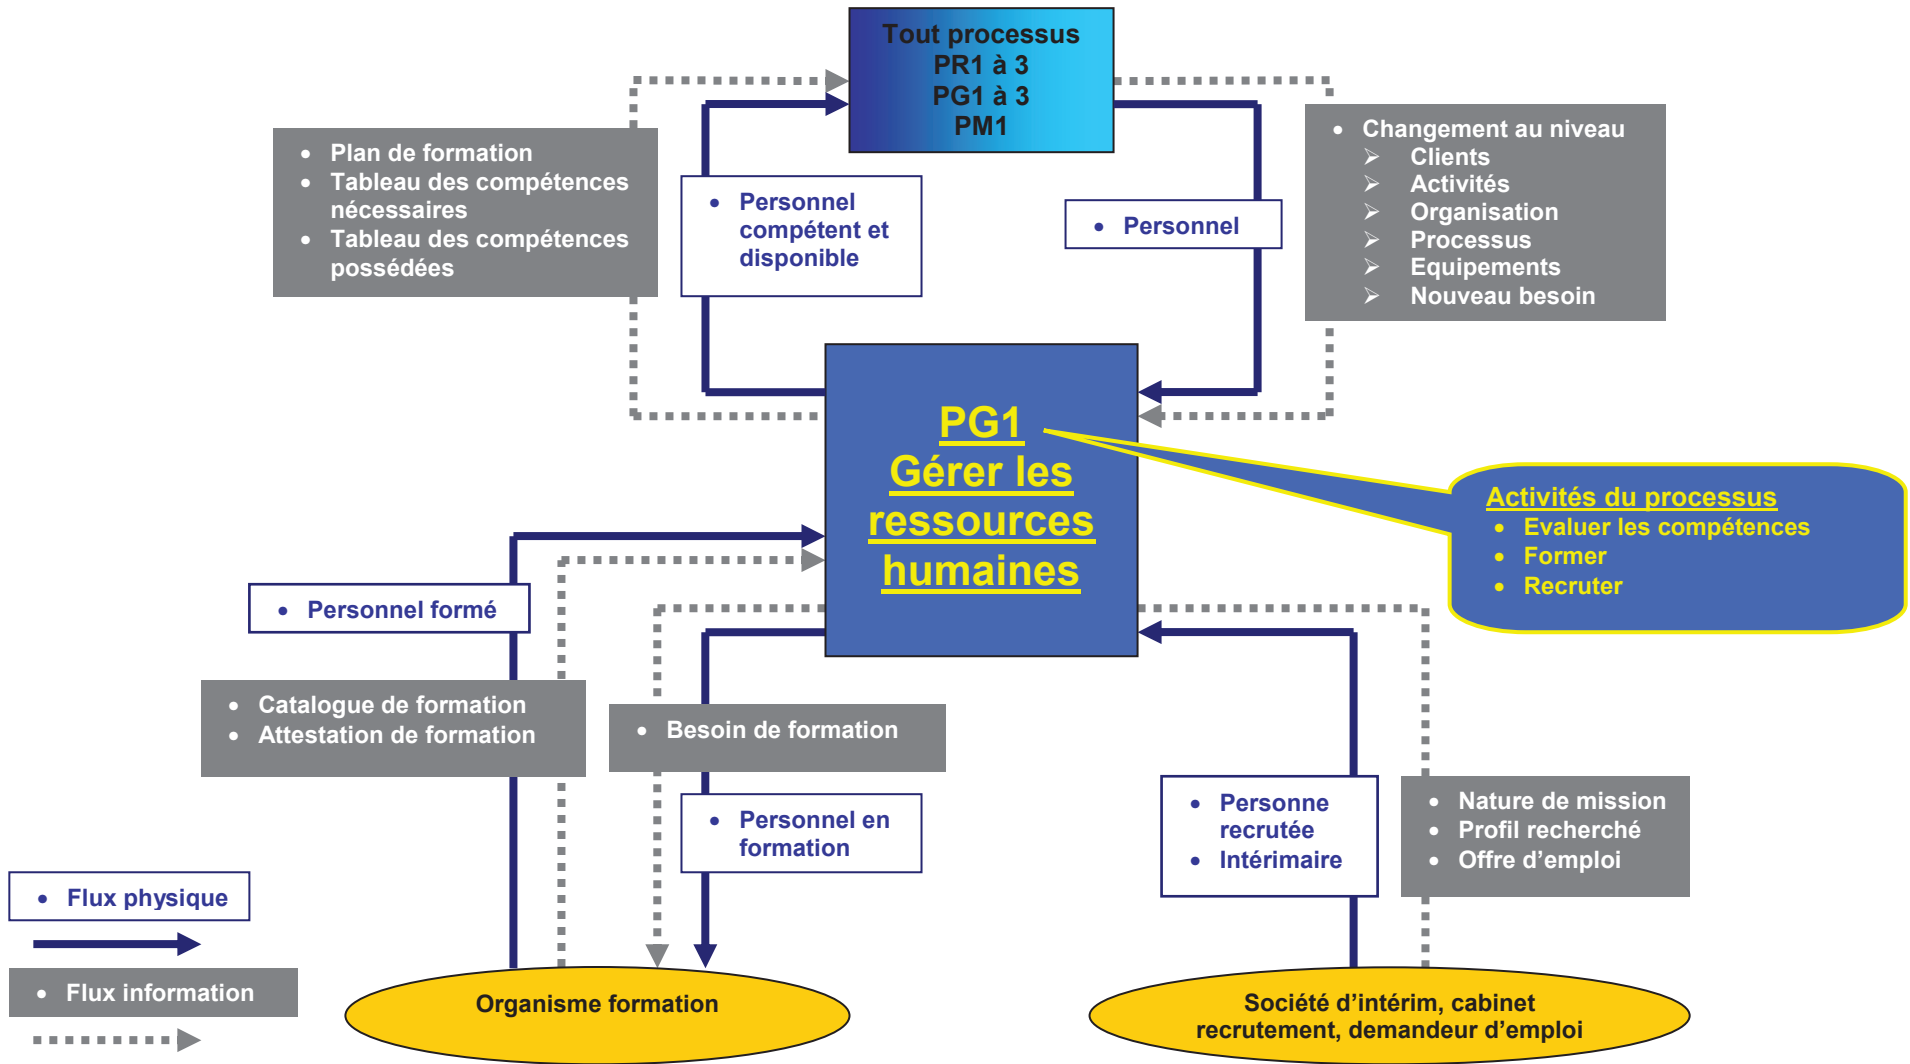 Tout processus
PR1 à 3
PG1 à 3
PM1
• Plan de formation
• Tableau des compétences
nécessaires
• Tableau des compétences
possédées
• Personnel
compétent et
disponible
• Personnel
• Changement au niveau
➢ Clients
➢ Activités
➢ Organisation
➢ Processus
➢ Equipements
➢ Nouveau besoin
PG1
Gérer les
ressources
humaines
Activités du processus
• Evaluer les compétences
• Former
• Recruter
• Personnel formé
• Catalogue de formation
• Attestation de formation
• Besoin de formation
• Personnel en
formation
• Personne
recrutée
• Intérimaire
• Nature de mission
• Profil recherché
• Offre d’emploi
• Flux physique
• Flux information
Organisme formation
Société d’intérim, cabinet
recrutement, demandeur d’emploi